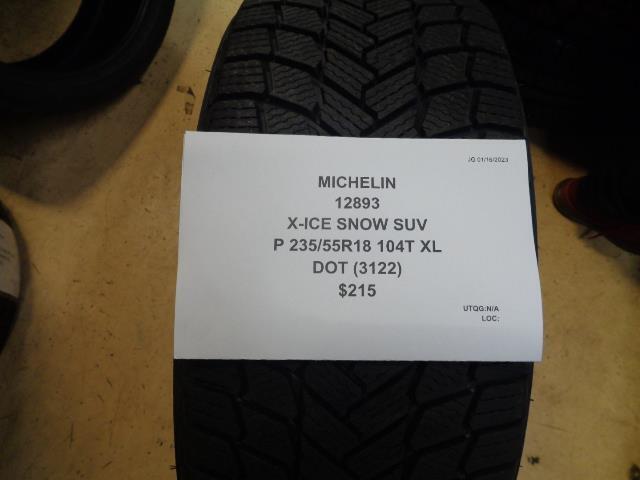 JG 01/16/2023
MICHELIN
12893
X-ICE SNOW SUV
P 235/55R18 104T XL
DOT (3122)
$215
UTQG:N/A
LOC: